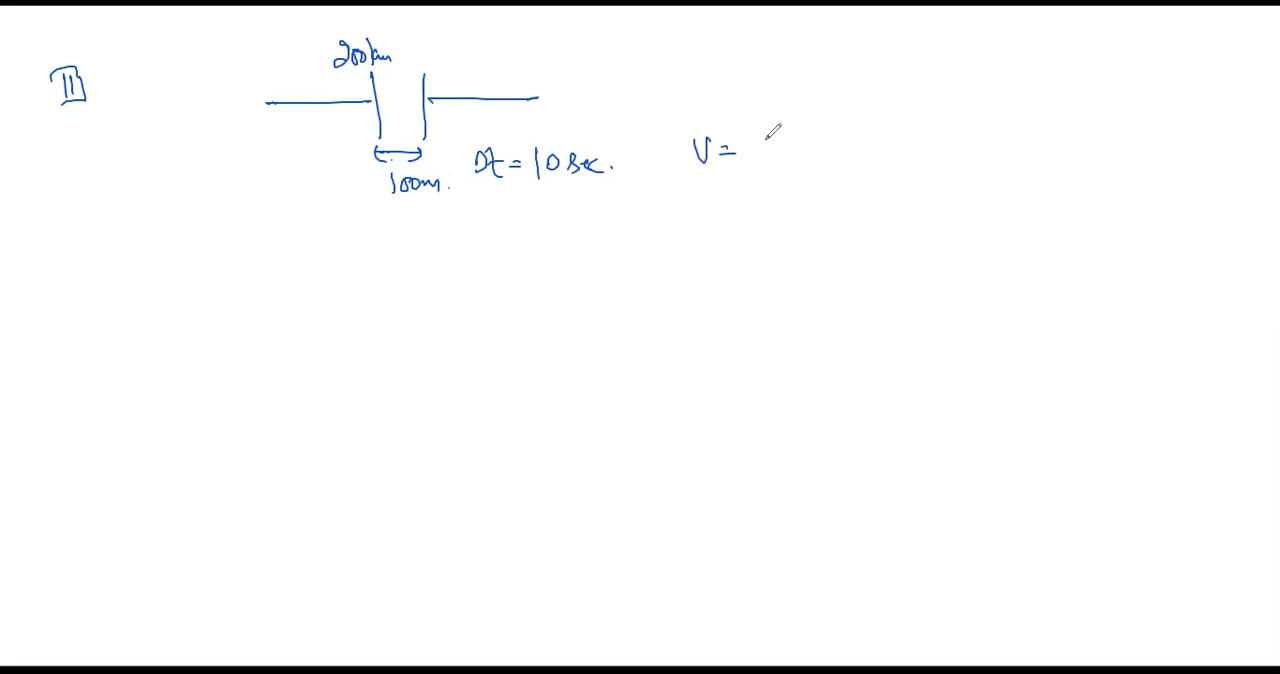 II
200km
100m.
Δt = 10 sec.
V =